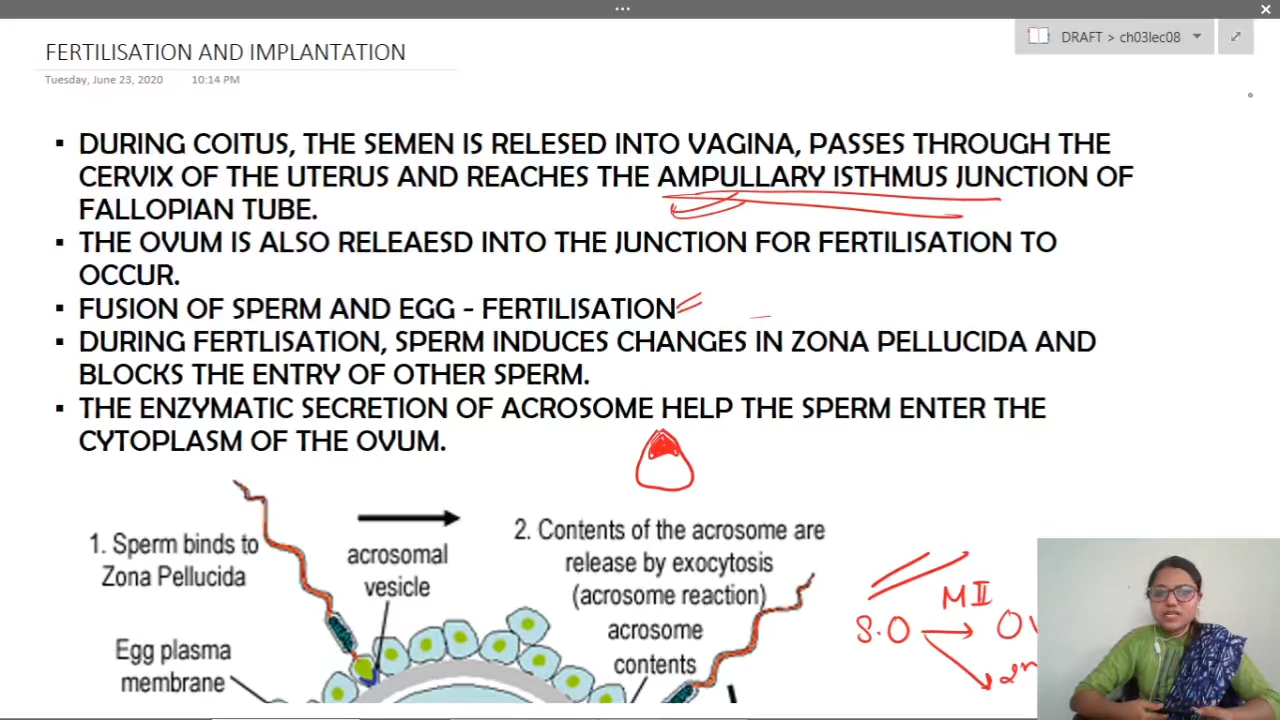 DRAFT > ch03lec08
FERTILISATION AND IMPLANTATION
Tuesday, June 23, 2020 10:14 PM
▪ DURING COITUS, THE SEMEN IS RELESED INTO VAGINA, PASSES THROUGH THE
CERVIX OF THE UTERUS AND REACHES THE AMPULLARY ISTHMUS JUNCTION OF
FALLOPIAN TUBE.
▪ THE OVUM IS ALSO RELEAESD INTO THE JUNCTION FOR FERTILISATION TO
OCCUR.
▪ FUSION OF SPERM AND EGG - FERTILISATION
▪ DURING FERTLISATION, SPERM INDUCES CHANGES IN ZONA PELLUCIDA AND
BLOCKS THE ENTRY OF OTHER SPERM.
▪ THE ENZYMATIC SECRETION OF ACROSOME HELP THE SPERM ENTER THE
CYTOPLASM OF THE OVUM.
1. Sperm binds to
Zona Pellucida
acrosomal
vesicle
Egg plasma
membrane
2. Contents of the acrosome are
release by exocytosis
(acrosome reaction)
acrosome
contents
M II
S.O